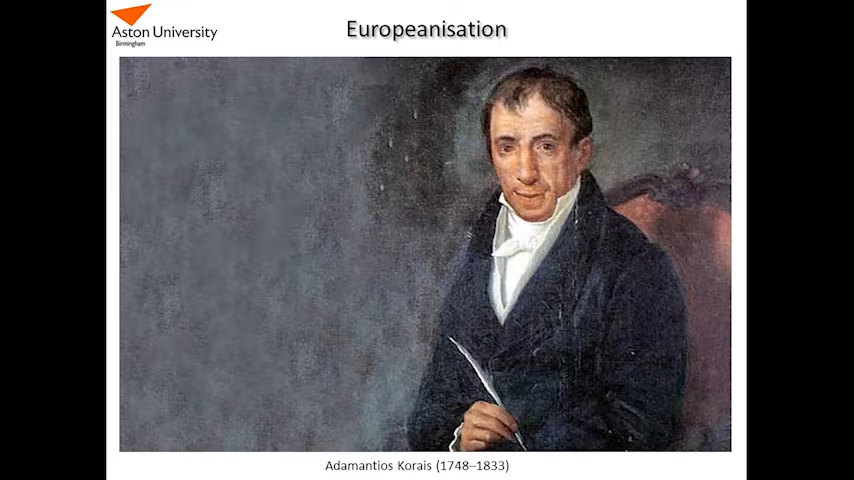 Aston University
Birmingham
Europeanisation
Adamantios Korais (1748–1833)